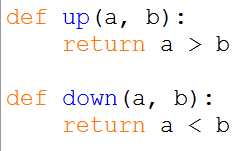 def up(a, b):
    return a > b

def down(a, b):
    return a < b